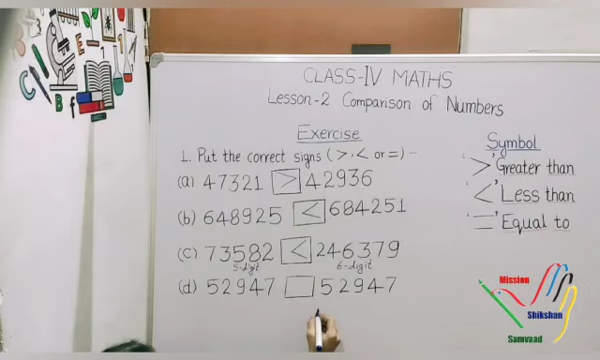 CLASS-IV MATHS
Lesson-2 Comparison of Numbers
Exercise
1. Put the correct signs (>, < or =) -
(a) 47321 > 42936
(b) 648925 < 684251
(c) 73582 < 246379
5-digit 6-digit
(d) 52947 52947
Symbol
'>' Greater than
'<' Less than
'=' Equal to
Mission
Shikshan
Samvaad